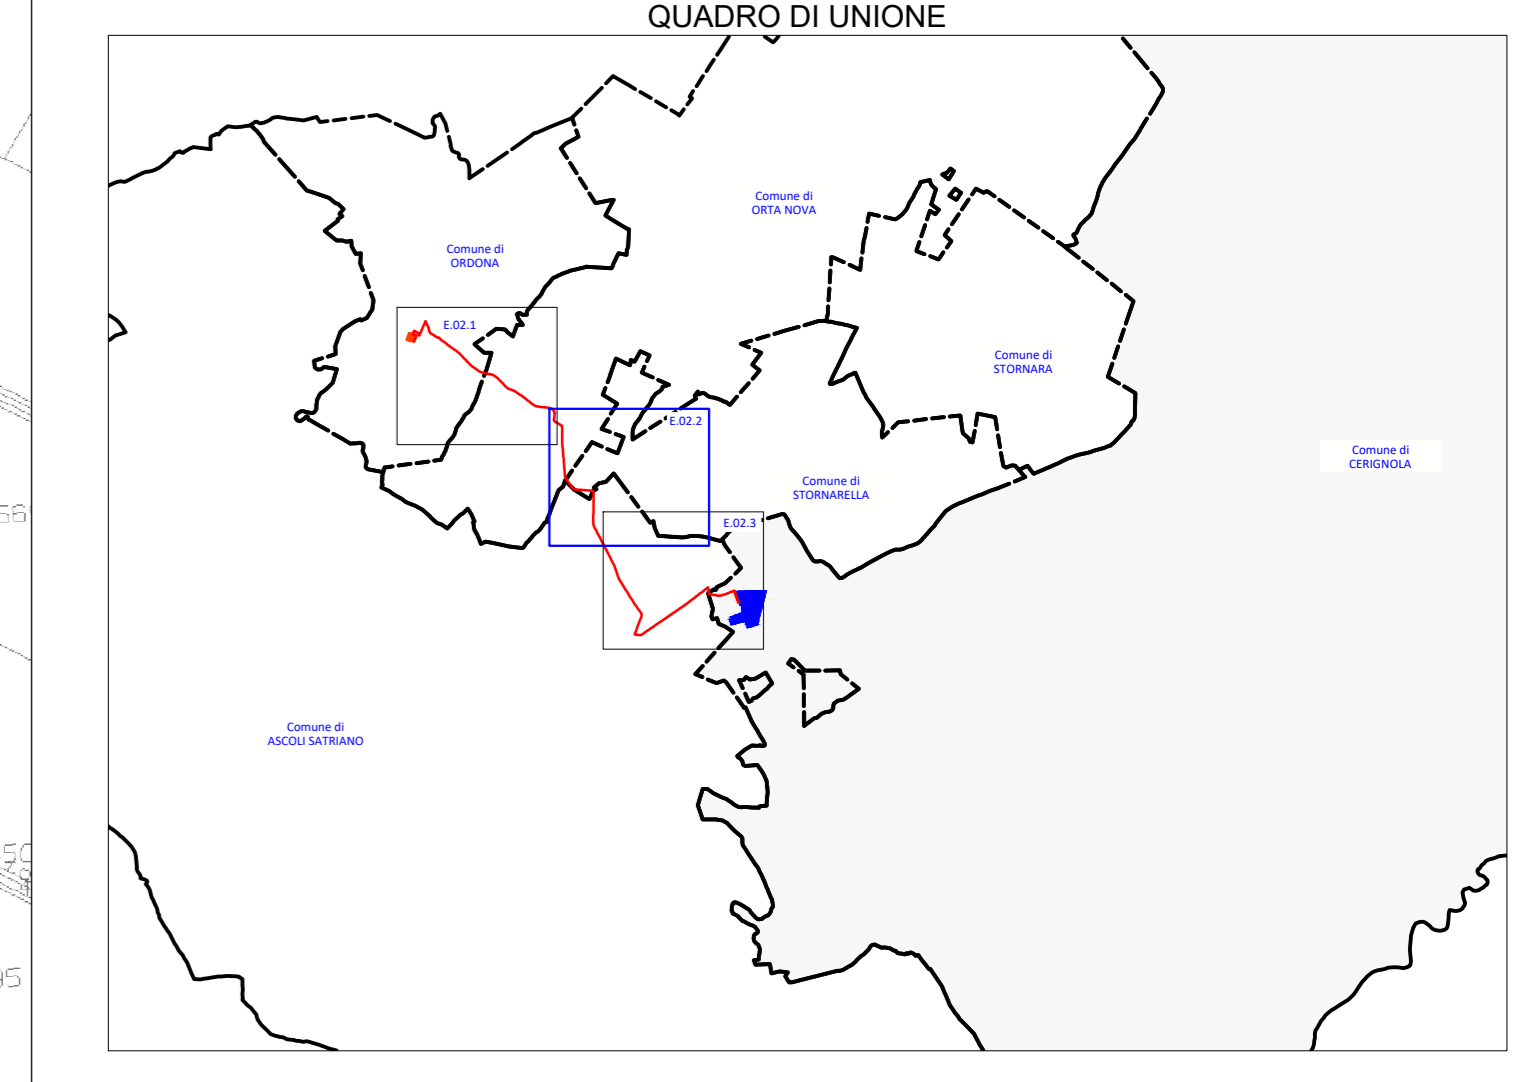 QUADRO DI UNIONE
Comune di
ORTA NOVA
Comune di
ORDONA
E.02.1
Comune di
STORNARA
E.02.2
Comune di
CERIGNOLA
Comune di
STORNARELLA
E.02.3
Comune di
ASCOLI SATRIANO